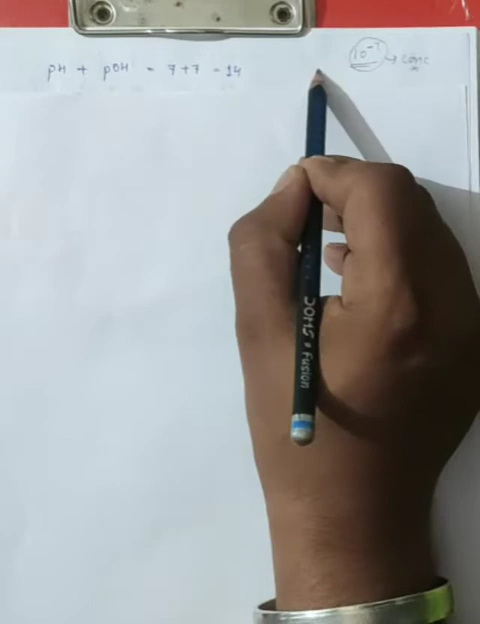 10⁻⁷ → conc
pH + pOH = 7+7 = 14
DOMS Fusion